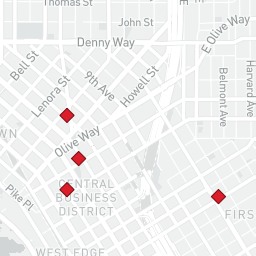 Thomas St
John St
Denny Way
E Olive Way
Bell St
Lenora St
9th Ave
Howell St
Harvard Ave
Belmont Ave
Olive Way
OWN
Pike Pl
CENTRAL
BUSINESS
DISTRICT
FIRS
WEST EDGE